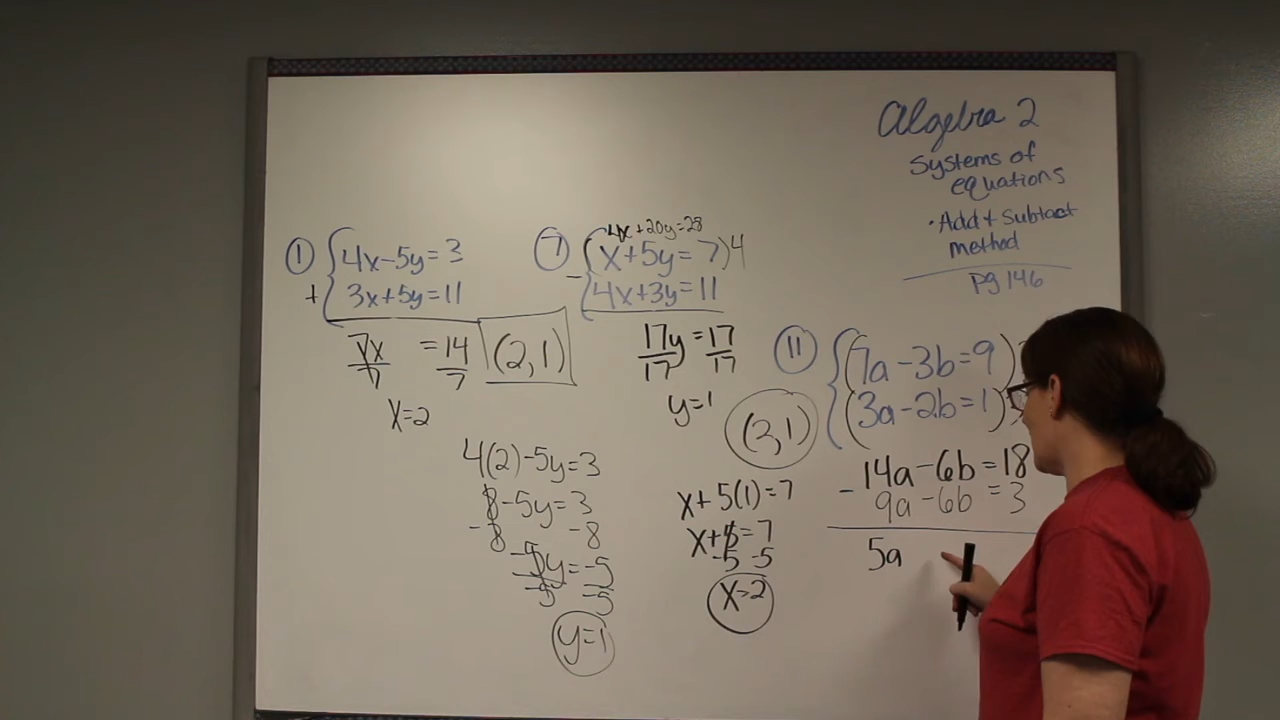 Algebra 2
Systems of
equations
· Add + subtract
method
pg 146
① 4x-5y=3
+ 3x+5y=11
7x = 14
7 7
x=2
(2,1)
4(2)-5y=3
8-5y=3
-8 -8
-5y=-5
-5 -5
y=1
4x+20y=28
⑦ (x+5y=7)4
- 4x+3y=11
17y=17
17 17
y=1
(2,1)
x+5(1)=7
x+5=7
-5 -5
x=2
⑪ (7a-3b=9)
(3a-2b=1)
14a-6b=18
- 9a-6b=3
5a